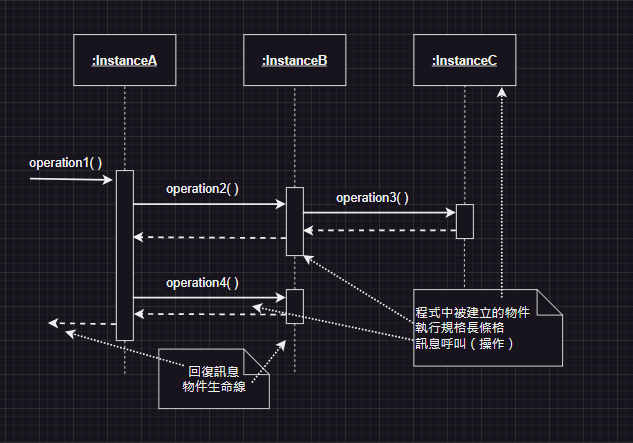 :InstanceA
:InstanceB
:InstanceC
operation1( )
operation2( )
operation3( )
operation4( )
程式中被建立的物件
執行規格長條格
訊息呼叫 ( 操作 )
回復訊息
物件生命線